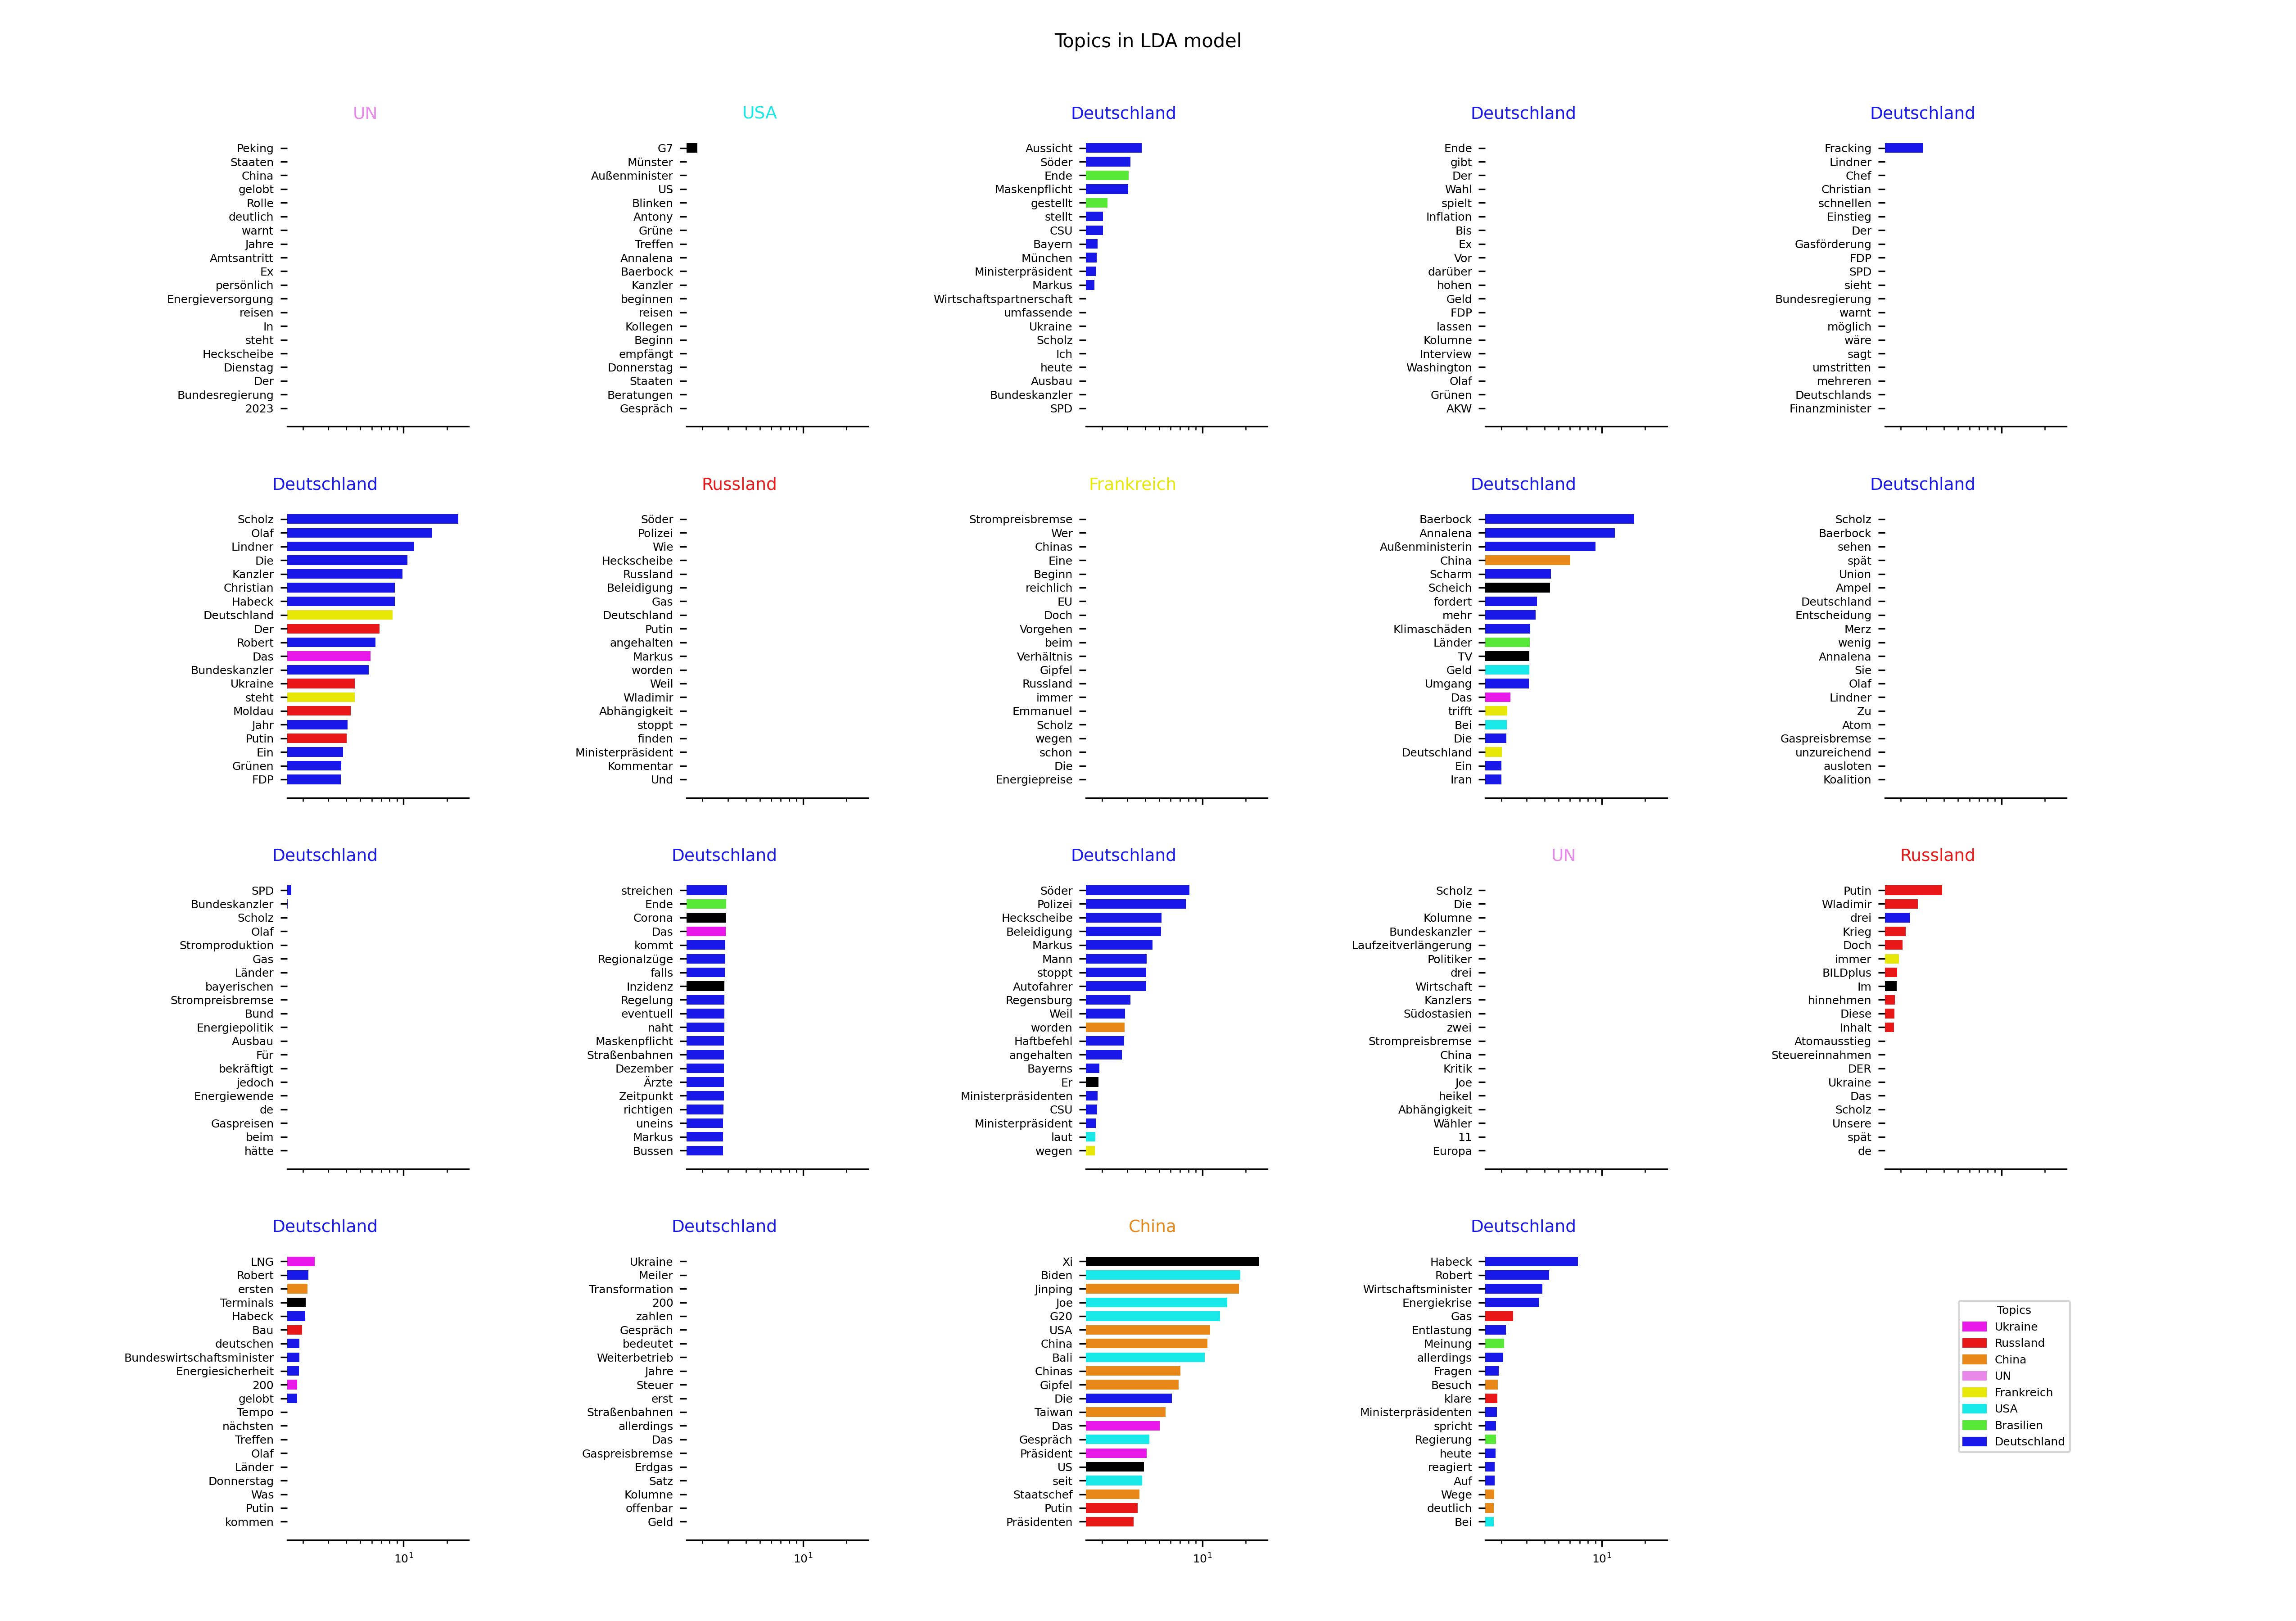 Topics in LDA model
UN
Peking
Staaten
China
gelobt
Rolle
deutlich
warnt
Jahre
Amtsantritt
Ex
persönlich
Energieversorgung
reisen
In
steht
Heckscheibe
Dienstag
Der
Bundesregierung
2023
USA
G7
Münster
Außenminister
US
Blinken
Antony
Grüne
Treffen
Annalena
Baerbock
Kanzler
beginnen
reisen
Kollegen
Beginn
empfängt
Donnerstag
Staaten
Beratungen
Gespräch
Deutschland
Aussicht
Söder
Ende
Maskenpflicht
gestellt
stellt
CSU
Bayern
München
Ministerpräsident
Markus
Wirtschaftspartnerschaft
umfassende
Ukraine
Scholz
Ich
heute
Ausbau
Bundeskanzler
SPD
Deutschland
Ende
gibt
Der
Wahl
spielt
Inflation
Bis
Ex
Vor
darüber
hohen
Geld
FDP
lassen
Kolumne
Interview
Washington
Olaf
Grünen
AKW
Deutschland
Fracking
Lindner
Chef
Christian
schnellen
Einstieg
Der
Gasförderung
FDP
SPD
sieht
Bundesregierung
warnt
möglich
wäre
sagt
umstritten
mehreren
Deutschlands
Finanzminister
Deutschland
Scholz
Olaf
Lindner
Die
Kanzler
Christian
Habeck
Deutschland
Der
Robert
Das
Bundeskanzler
Ukraine
steht
Moldau
Jahr
Putin
Ein
Grünen
FDP
Russland
Söder
Polizei
Wie
Heckscheibe
Russland
Beleidigung
Gas
Deutschland
Putin
angehalten
Markus
worden
Weil
Wladimir
Abhängigkeit
stoppt
finden
Ministerpräsident
Kommentar
Und
Frankreich
Strompreisbremse
Wer
Chinas
Eine
Beginn
reichlich
EU
Doch
Vorgehen
beim
Verhältnis
Gipfel
Russland
immer
Emmanuel
Scholz
wegen
schon
Die
Energiepreise
Deutschland
Baerbock
Annalena
Außenministerin
China
Scharm
Scheich
fordert
mehr
Klimaschäden
Länder
TV
Geld
Umgang
Das
trifft
Bei
Die
Deutschland
Ein
Iran
Deutschland
Scholz
Baerbock
sehen
spät
Union
Ampel
Deutschland
Entscheidung
Merz
wenig
Annalena
Sie
Olaf
Lindner
Zu
Atom
Gaspreisbremse
unzureichend
ausloten
Koalition
Deutschland
SPD
Bundeskanzler
Scholz
Olaf
Stromproduktion
Gas
Länder
bayerischen
Strompreisbremse
Bund
Energiepolitik
Ausbau
Für
bekräftigt
jedoch
Energiewende
de
Gaspreisen
beim
hätte
Deutschland
streichen
Ende
Corona
Das
kommt
Regionalzüge
falls
Inzidenz
Regelung
eventuell
naht
Maskenpflicht
Straßenbahnen
Dezember
Ärzte
Zeitpunkt
richtigen
uneins
Markus
Bussen
Deutschland
Söder
Polizei
Heckscheibe
Beleidigung
Markus
Mann
stoppt
Autofahrer
Regensburg
Weil
worden
Haftbefehl
angehalten
Bayerns
Er
Ministerpräsidenten
CSU
Ministerpräsident
laut
wegen
UN
Scholz
Die
Kolumne
Bundeskanzler
Laufzeitverlängerung
Politiker
drei
Wirtschaft
Kanzlers
Südostasien
zwei
Strompreisbremse
China
Kritik
Joe
heikel
Abhängigkeit
Wähler
11
Europa
Russland
Putin
Wladimir
drei
Krieg
Doch
immer
BILDplus
Im
hinnehmen
Diese
Inhalt
Atomausstieg
Steuereinnahmen
DER
Ukraine
Das
Scholz
Unsere
spät
de
Deutschland
LNG
Robert
ersten
Terminals
Habeck
Bau
deutschen
Bundeswirtschaftsminister
Energiesicherheit
200
gelobt
Tempo
nächsten
Treffen
Olaf
Länder
Donnerstag
Was
Putin
kommen
10¹
Deutschland
Ukraine
Meiler
Transformation
200
zahlen
Gespräch
bedeutet
Weiterbetrieb
Jahre
Steuer
erst
Straßenbahnen
allerdings
Das
Gaspreisbremse
Erdgas
Satz
Kolumne
offenbar
Geld
10¹
China
Xi
Biden
Jinping
Joe
G20
USA
China
Bali
Chinas
Gipfel
Die
Taiwan
Das
Gespräch
Präsident
US
seit
Staatschef
Putin
Präsidenten
10¹
Deutschland
Habeck
Robert
Wirtschaftsminister
Energiekrise
Gas
Entlastung
Meinung
allerdings
Fragen
Besuch
klare
Ministerpräsidenten
spricht
Regierung
heute
reagiert
Auf
Wege
deutlich
Bei
10¹
Topics
Ukraine
Russland
China
UN
Frankreich
USA
Brasilien
Deutschland